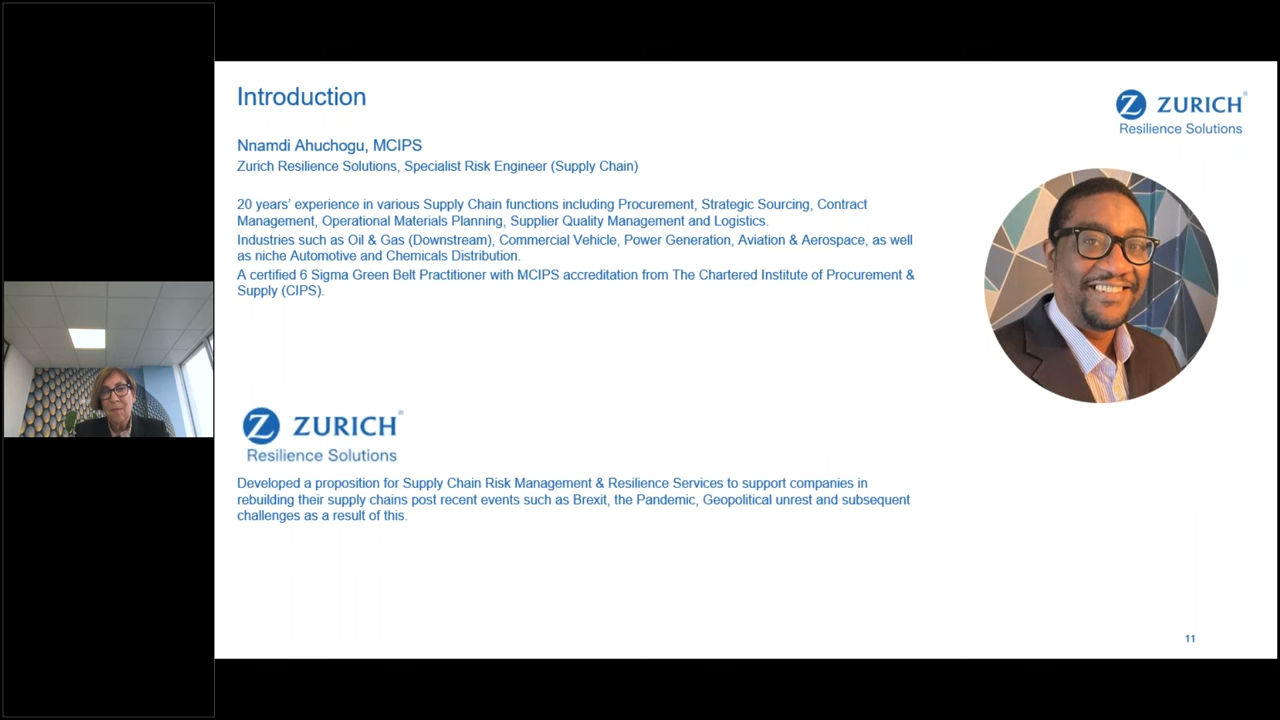 Introduction
ZURICH®
Resilience Solutions
Nnamdi Ahuchogu, MCIPS
Zurich Resilience Solutions, Specialist Risk Engineer (Supply Chain)
20 years’ experience in various Supply Chain functions including Procurement, Strategic Sourcing, Contract
Management, Operational Materials Planning, Supplier Quality Management and Logistics.
Industries such as Oil & Gas (Downstream), Commercial Vehicle, Power Generation, Aviation & Aerospace, as well
as niche Automotive and Chemicals Distribution.
A certified 6 Sigma Green Belt Practitioner with MCIPS accreditation from The Chartered Institute of Procurement &
Supply (CIPS).
ZURICH®
Resilience Solutions
Developed a proposition for Supply Chain Risk Management & Resilience Services to support companies in
rebuilding their supply chains post recent events such as Brexit, the Pandemic, Geopolitical unrest and subsequent
challenges as a result of this.
11